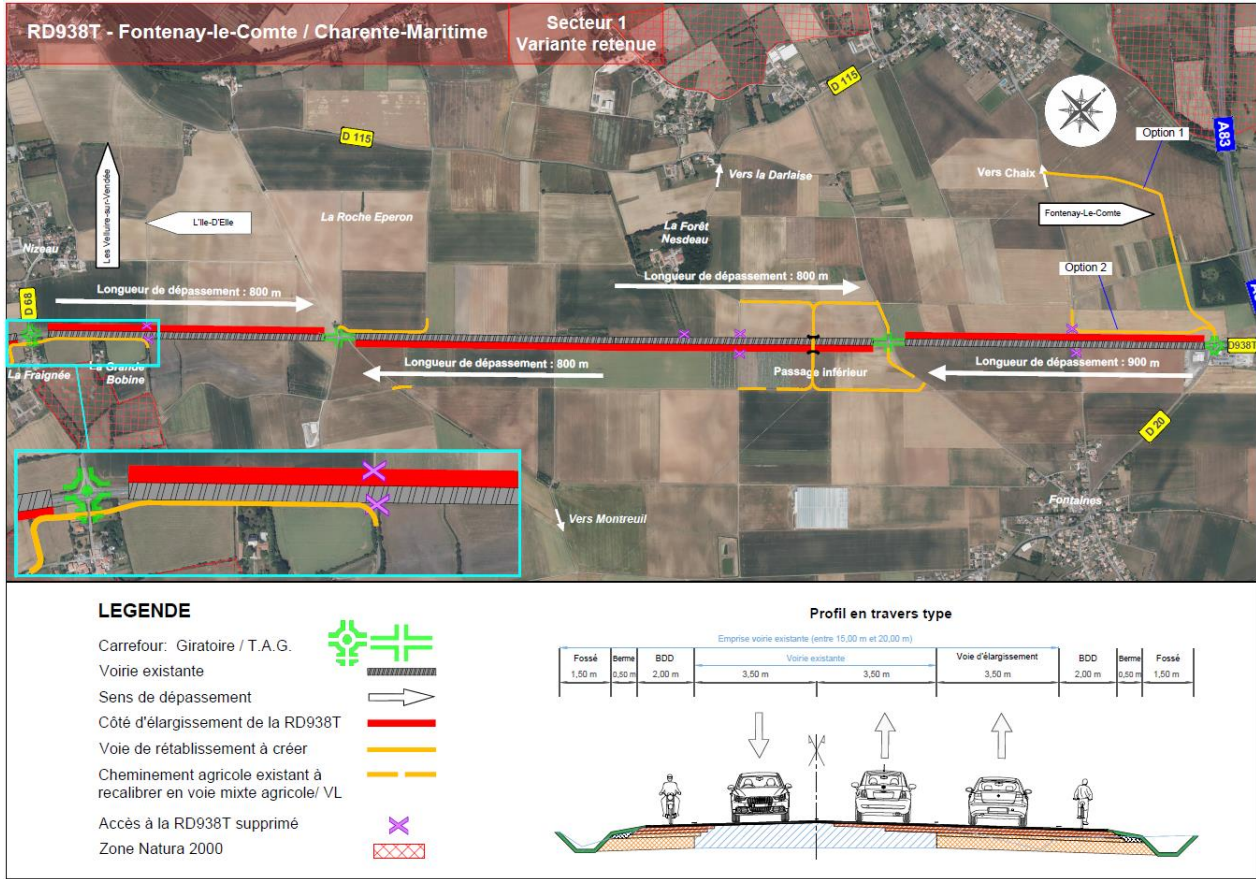 RD938T - Fontenay-le-Comte / Charente-Maritime
Secteur 1
Variante retenue
D 115
D 115
A83
Option 1
Les Velluire-sur-Vendée
L'Ile-D'Elle
La Roche Eperon
Vers la Darlaise
Vers Chaix
Fontenay-Le-Comte
Nizeau
La Forêt
Nesdeau
Option 2
D 68
Longueur de dépassement : 800 m
Longueur de dépassement : 800 m
D938T
La Fraignée
La Grande
Bobine
Longueur de dépassement : 800 m
Passage inférieur
Longueur de dépassement : 900 m
D 20
Vers Montreuil
Fontaines
LEGENDE
Carrefour: Giratoire / T.A.G.
Voirie existante
Sens de dépassement
Côté d'élargissement de la RD938T
Voie de rétablissement à créer
Cheminement agricole existant à
recalibrer en voie mixte agricole/ VL
Accès à la RD938T supprimé
Zone Natura 2000
Profil en travers type
Emprise voirie existante (entre 15,00 m et 20,00 m)
Fossé Berme BDD Voirie existante Voie d'élargissement BDD Berme Fossé
1,50 m 0,50 m 2,00 m 3,50 m 3,50 m 3,50 m 2,00 m 0,50 m 1,50 m